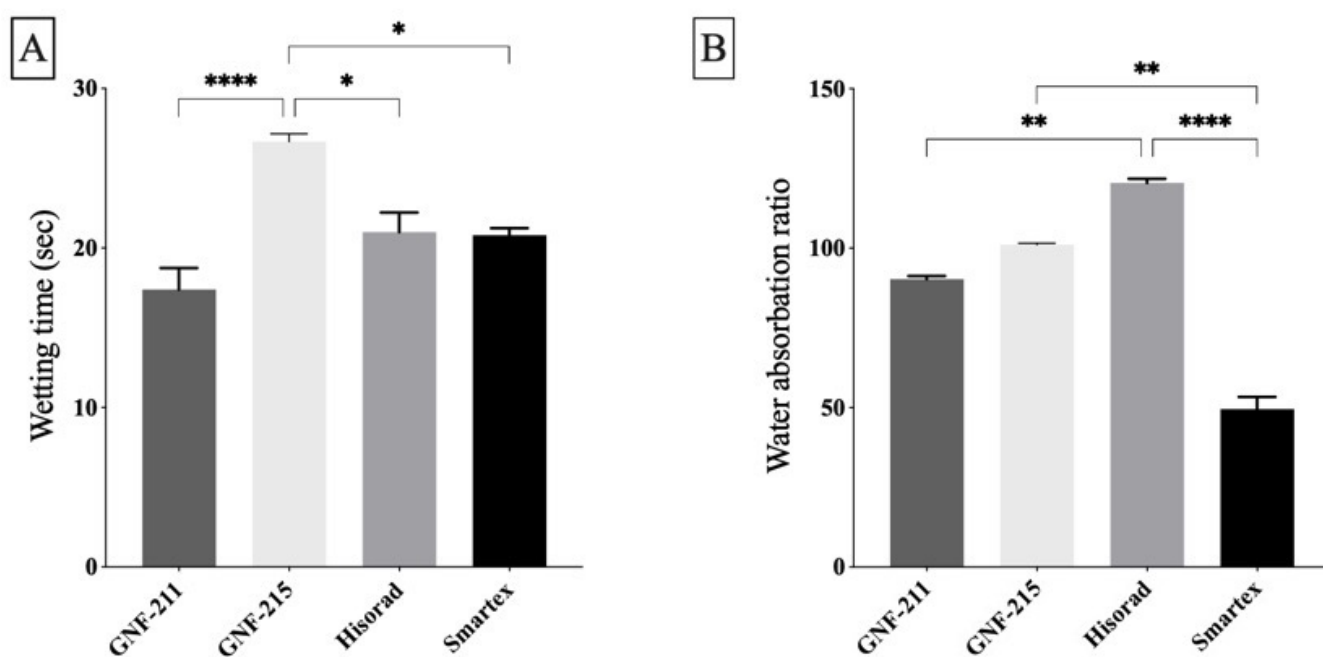 A
Wetting time (sec)
30
20
10
0
****
*
*
GNF-211
GNF-215
Hisorad
Smartex
B
Water absorbation ratio
150
100
50
0
**
**
****
GNF-211
GNF-215
Hisorad
Smartex